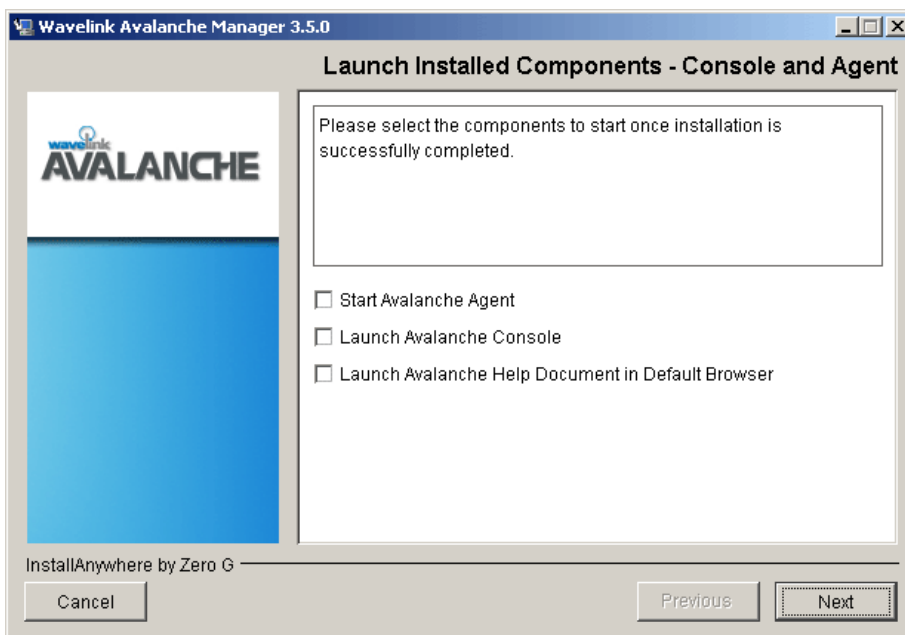 Wavelink Avalanche Manager 3.5.0
Launch Installed Components - Console and Agent
wavelink
AVALANCHE
Please select the components to start once installation is
successfully completed.
Start Avalanche Agent
Launch Avalanche Console
Launch Avalanche Help Document in Default Browser
InstallAnywhere by Zero G
Cancel
Previous
Next